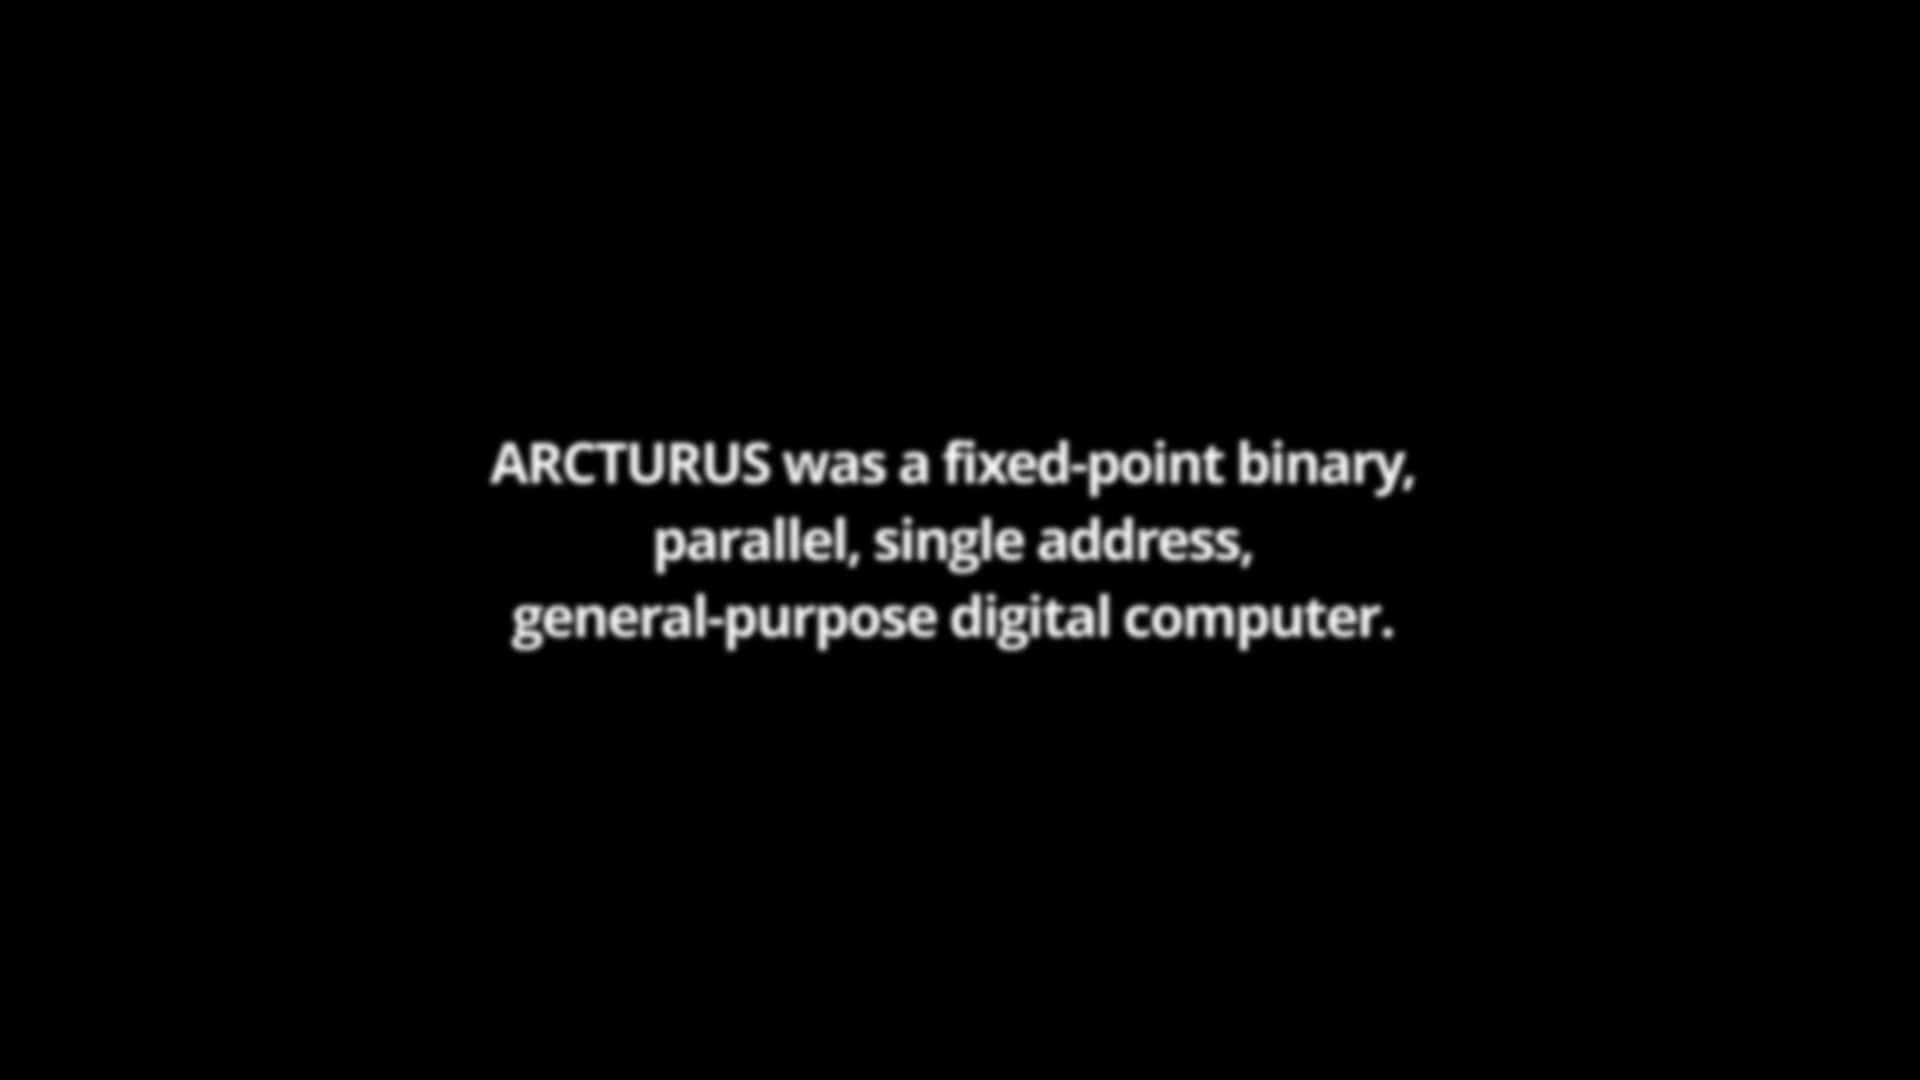 ARCTURUS was a fixed-point binary,
parallel, single address,
general-purpose digital computer.